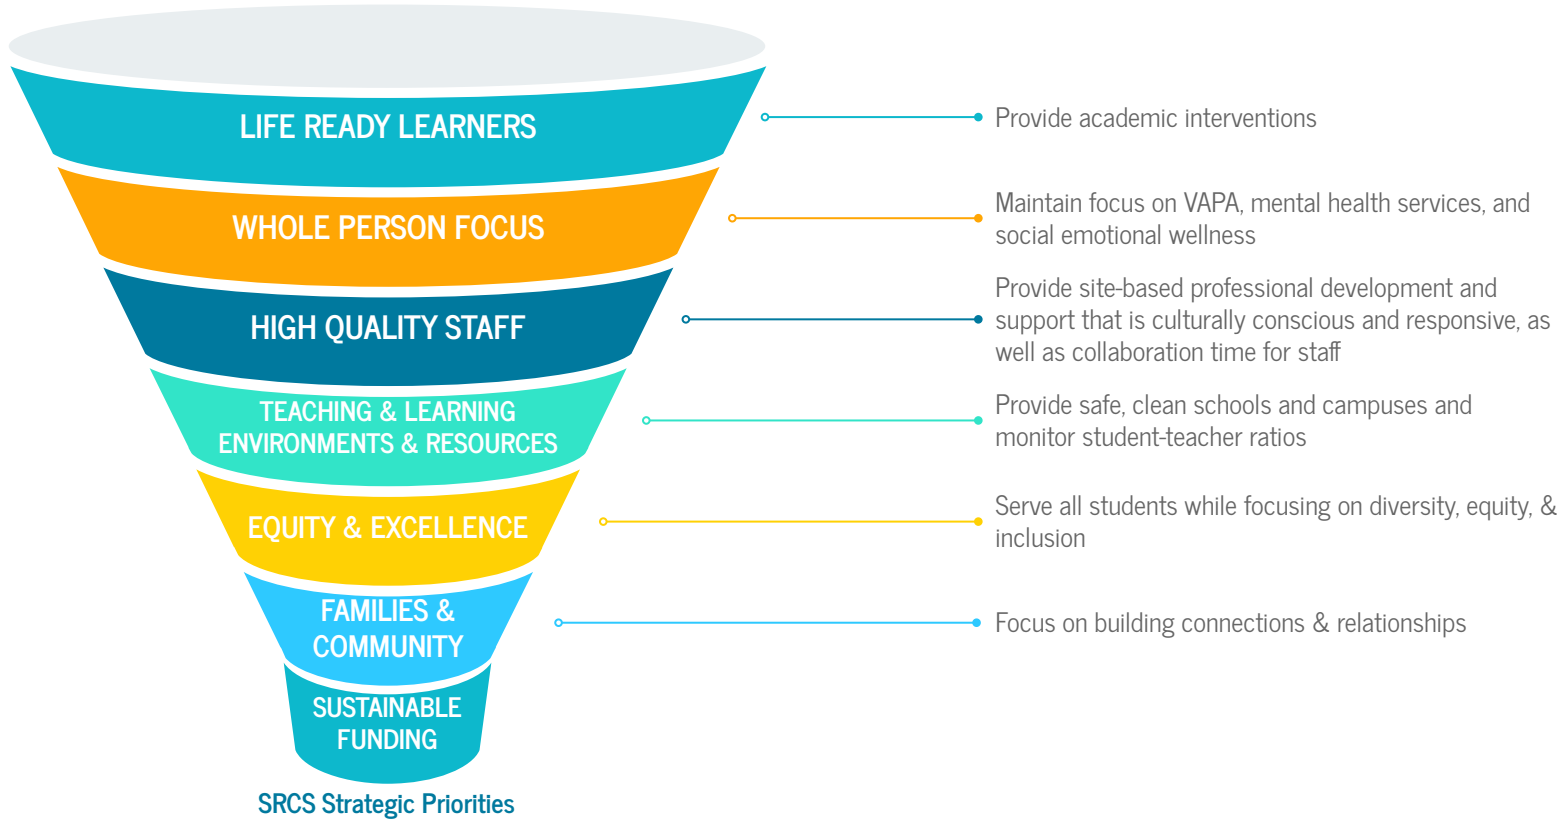 LIFE READY LEARNERS
Provide academic interventions
WHOLE PERSON FOCUS
Maintain focus on VAPA, mental health services, and
social emotional wellness
HIGH QUALITY STAFF
Provide site-based professional development and
support that is culturally conscious and responsive, as
well as collaboration time for staff
TEACHING & LEARNING
ENVIRONMENTS & RESOURCES
Provide safe, clean schools and campuses and
monitor student-teacher ratios
EQUITY & EXCELLENCE
Serve all students while focusing on diversity, equity, &
inclusion
FAMILIES &
COMMUNITY
Focus on building connections & relationships
SUSTAINABLE
FUNDING
SRCS Strategic Priorities